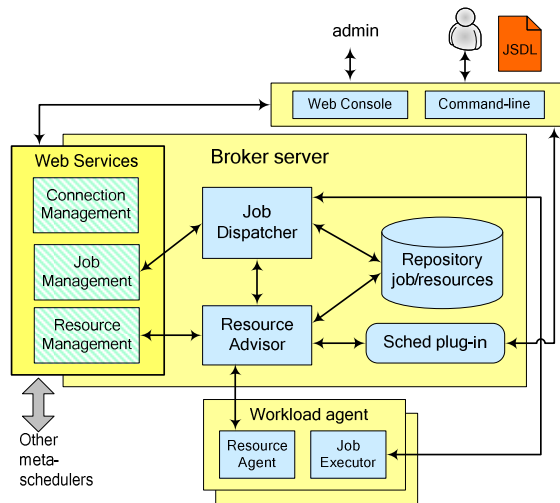 admin
JSDL
Web Console
Command-line
Web Services
Broker server
Connection
Management
Job
Management
Resource
Management
Job
Dispatcher
Repository
job/resources
Resource
Advisor
Sched plug-in
Other
meta-
schedulers
Workload agent
Resource
Agent
Job
Executor